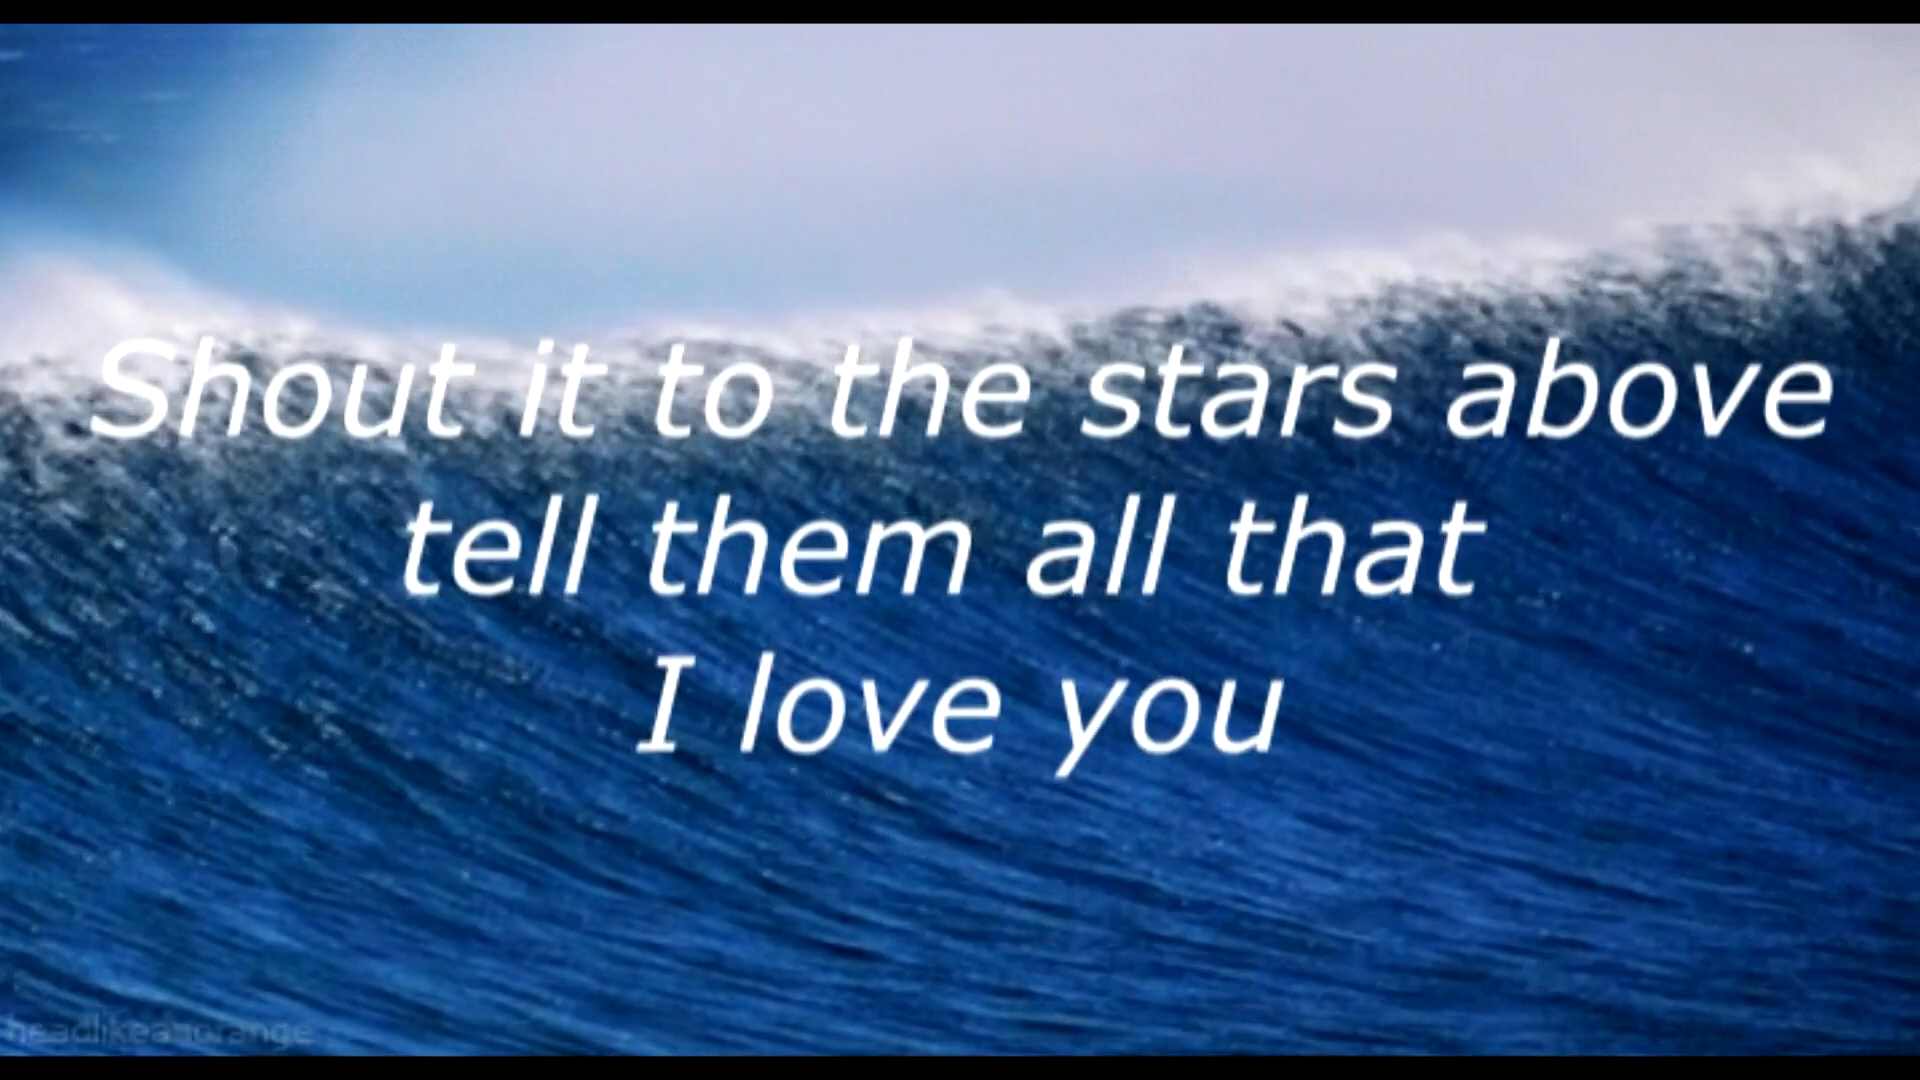 Shout it to the stars above
tell them all that
I love you
headlikeanorange